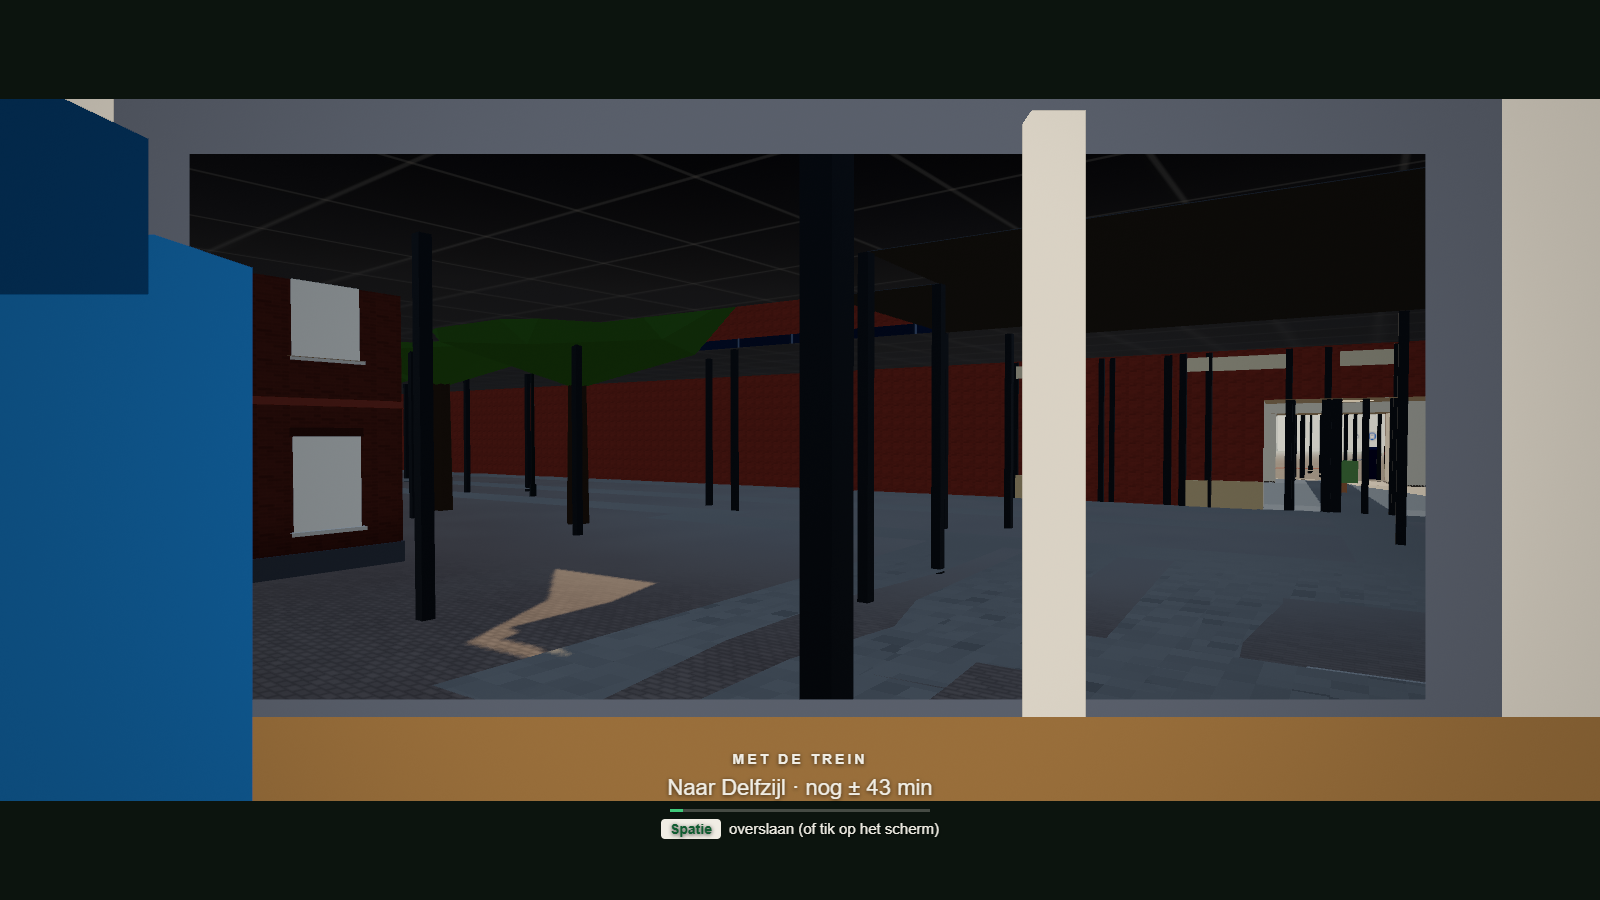 MET DE TREIN
Naar Delfzijl · nog ± 43 min
Spatie overslaan (of tik op het scherm)